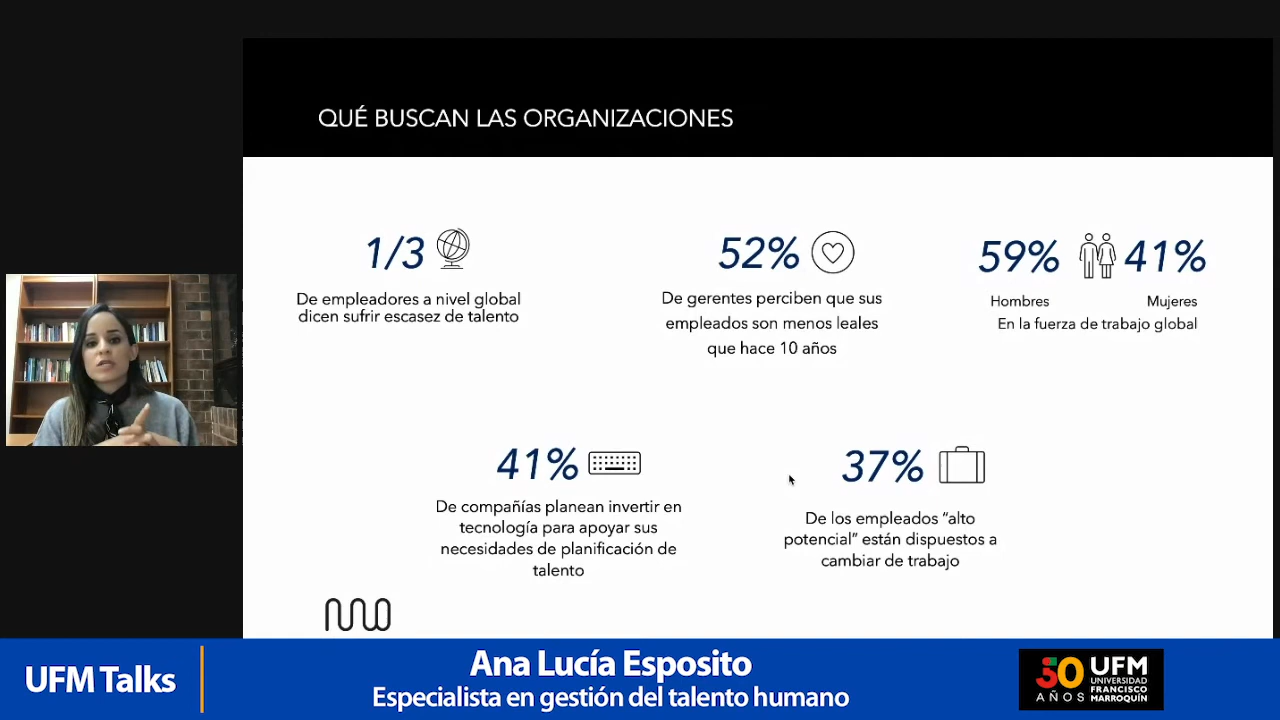 QUÉ BUSCAN LAS ORGANIZACIONES
1/3
De empleadores a nivel global
dicen sufrir escasez de talento
52%
De gerentes perciben que sus
empleados son menos leales
que hace 10 años
59% 41%
Hombres Mujeres
En la fuerza de trabajo global
41%
De compañías planean invertir en
tecnología para apoyar sus
necesidades de planificación de
talento
37%
De los empleados “alto
potencial” están dispuestos a
cambiar de trabajo
UFM Talks
Ana Lucía Esposito
Especialista en gestión del talento humano
50
AÑOS
UFM
UNIVERSIDAD
FRANCISCO
MARROQUÍN